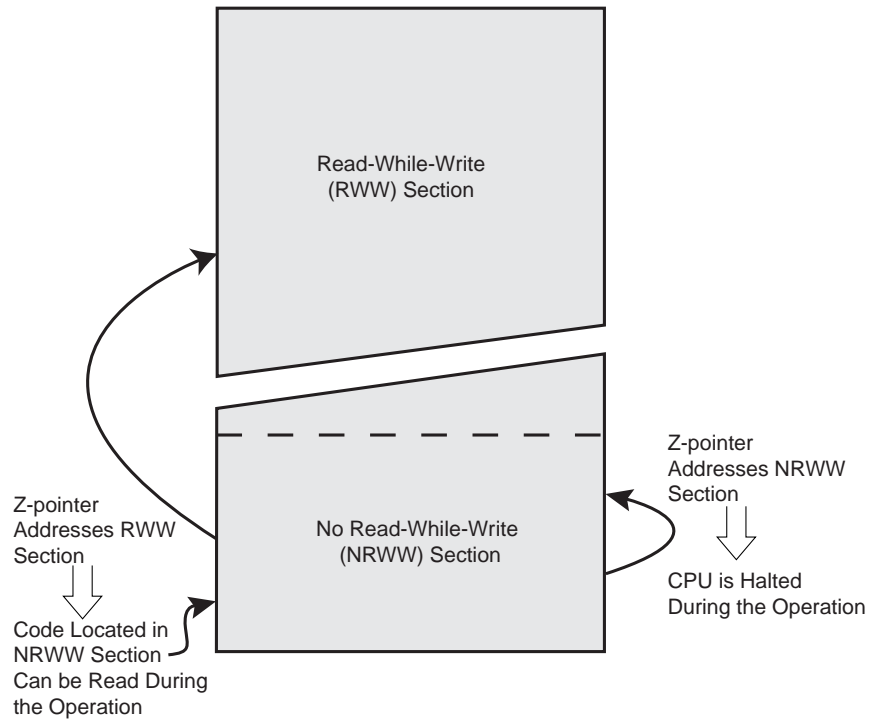 Read-While-Write
(RWW) Section
Z-pointer
Addresses RWW
Section
Code Located in
NRWW Section
Can be Read During
the Operation
No Read-While-Write
(NRWW) Section
Z-pointer
Addresses NRWW
Section
CPU is Halted
During the Operation